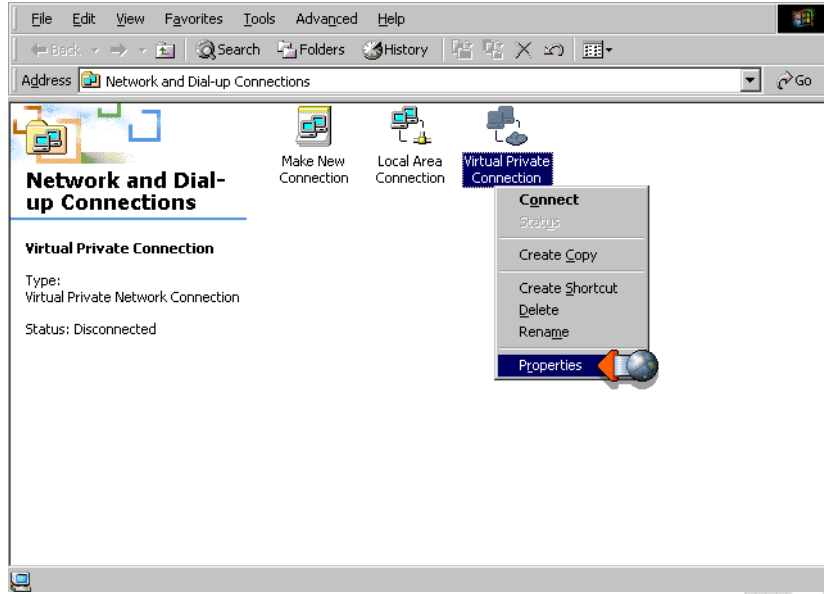 File Edit View Favorites Tools Advanced Help
Back Search Folders History
Address Network and Dial-up Connections Go
Make New Connection
Local Area Connection
Virtual Private Connection
Network and Dial-
up Connections
Virtual Private Connection
Type:
Virtual Private Network Connection
Status: Disconnected
Connect
Status
Create Copy
Create Shortcut
Delete
Rename
Properties